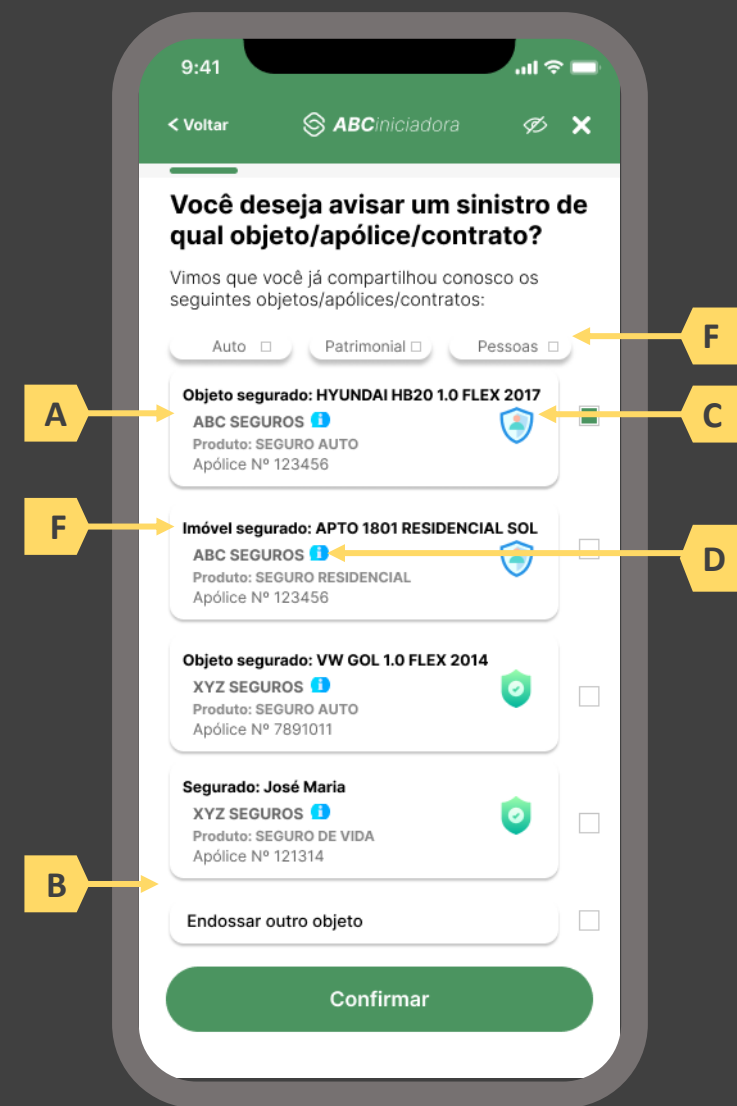 9:41
< Voltar
ABCiniciadora
Você deseja avisar um sinistro de
qual objeto/apólice/contrato?
Vimos que você já compartilhou conosco os
seguintes objetos/apólices/contratos:
F
Auto
Patrimonial
Pessoas
A
C
Objeto segurado: HYUNDAI HB20 1.0 FLEX 2017
ABC SEGUROS i
Produto: SEGURO AUTO
Apólice Nº 123456
F
D
Imóvel segurado: APTO 1801 RESIDENCIAL SOL
ABC SEGUROS i
Produto: SEGURO RESIDENCIAL
Apólice Nº 123456
Objeto segurado: VW GOL 1.0 FLEX 2014
XYZ SEGUROS i
Produto: SEGURO AUTO
Apólice Nº 7891011
Segurado: José Maria
XYZ SEGUROS i
Produto: SEGURO DE VIDA
Apólice Nº 121314
B
Endossar outro objeto
Confirmar